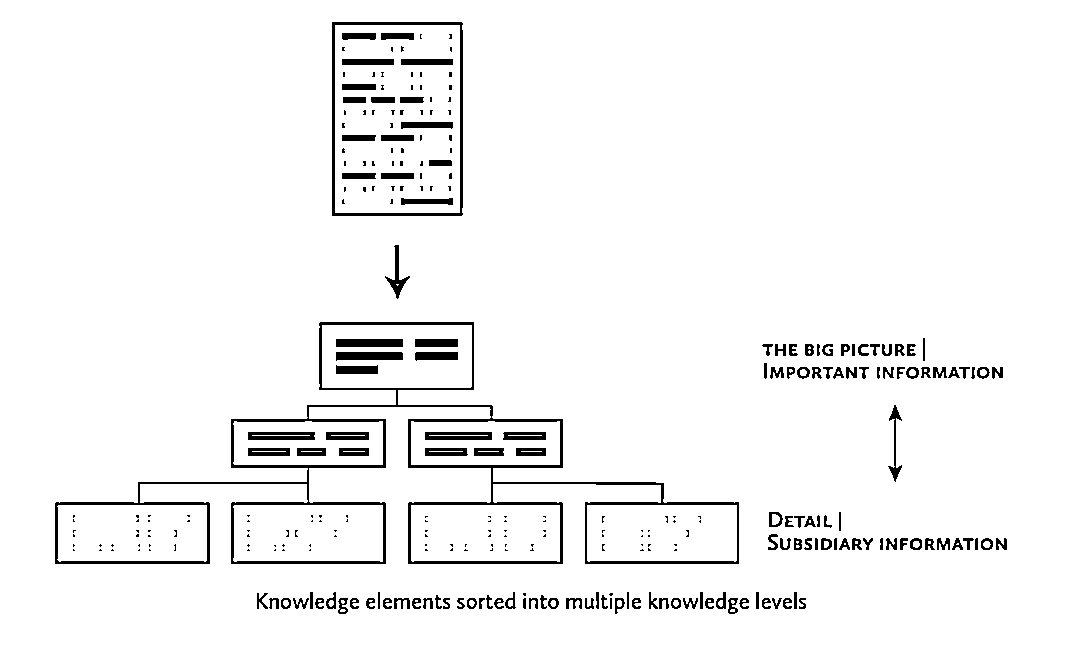 THE BIG PICTURE |
IMPORTANT INFORMATION
DETAIL |
SUBSIDIARY INFORMATION
Knowledge elements sorted into multiple knowledge levels